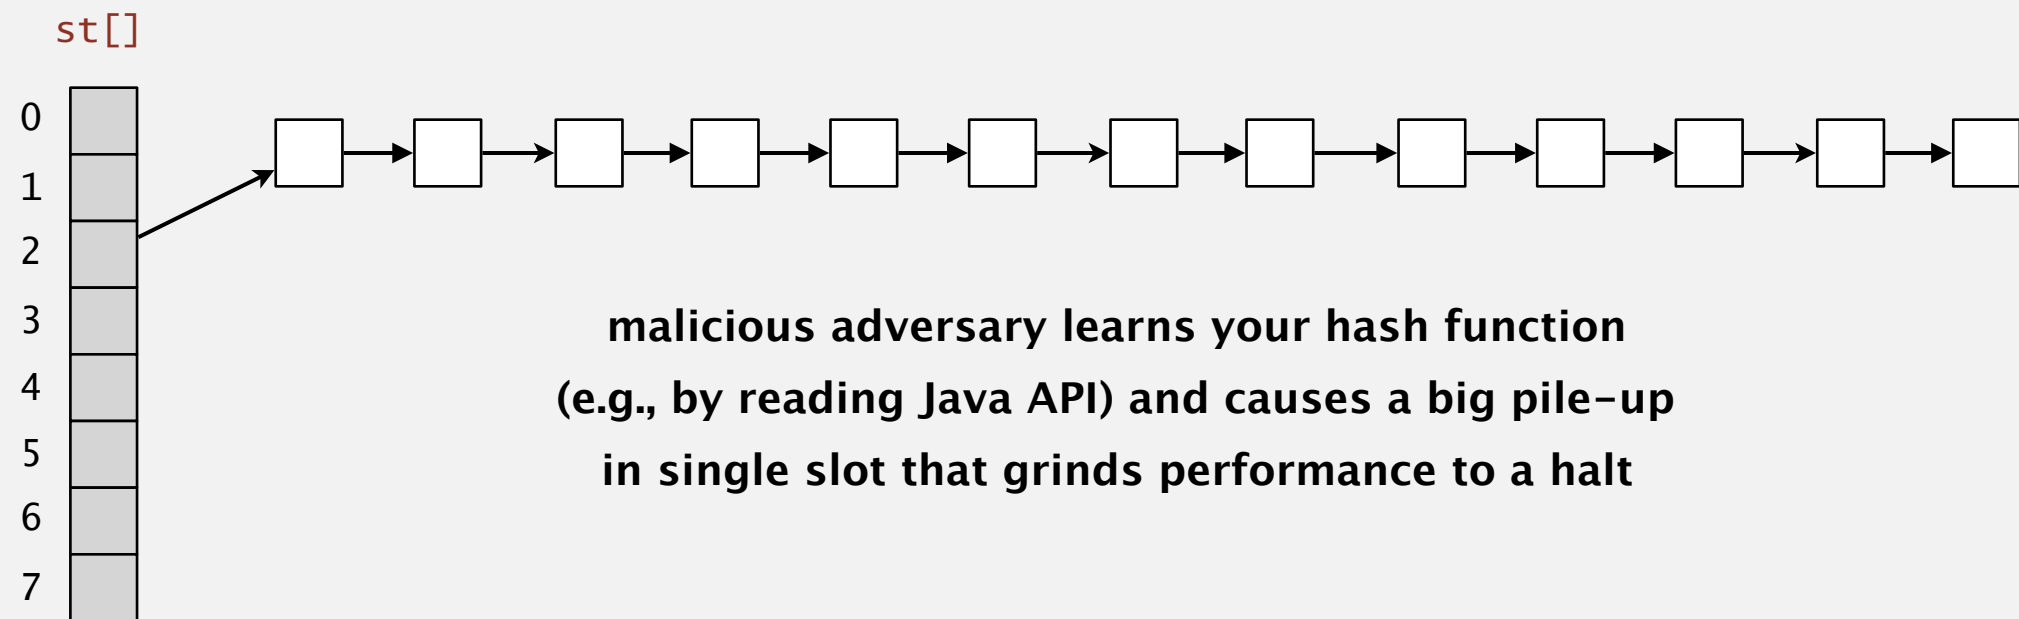 st[]
0
1
2
3
4
5
6
7
malicious adversary learns your hash function
(e.g., by reading Java API) and causes a big pile-up
in single slot that grinds performance to a halt